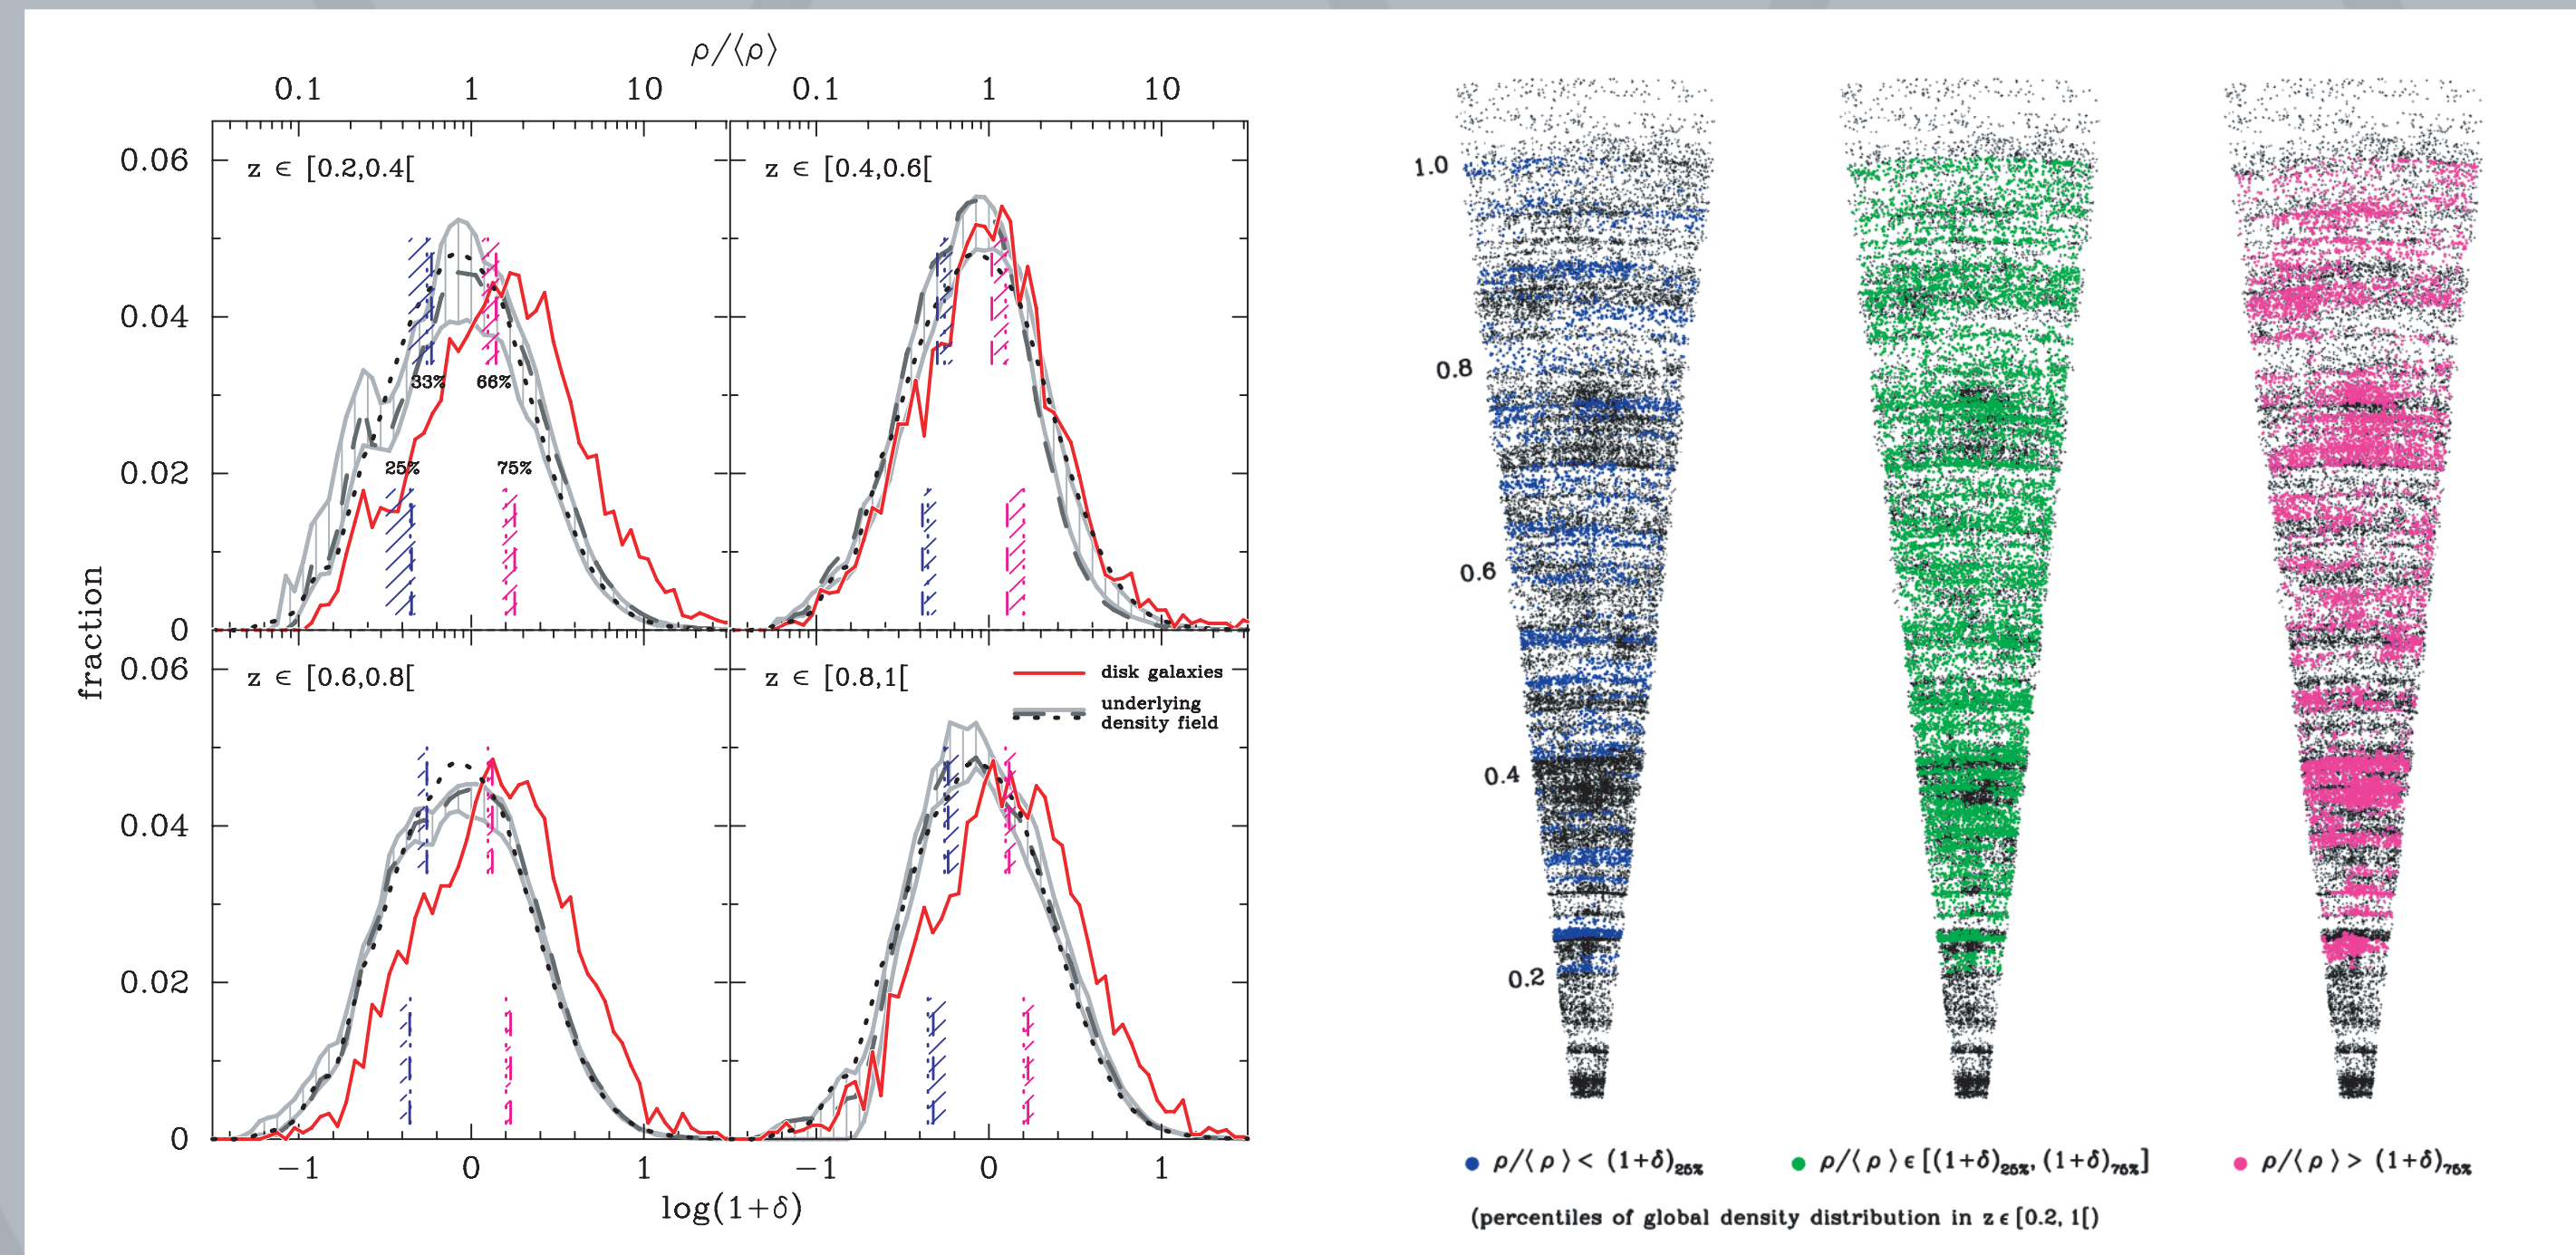 ρ/⟨ρ⟩
0.1 1 10 0.1 1 10
z ∈ [0.2,0.4[
z ∈ [0.4,0.6[
0.06
0.04
0.02
0
33% 66%
25% 75%
fraction
z ∈ [0.6,0.8[
z ∈ [0.8,1[
disk galaxies
underlying
density field
0.06
0.04
0.02
0
−1 0 1 −1 0 1
log(1+δ)
1.0
0.8
0.6
0.4
0.2
ρ/⟨ρ⟩ < (1+δ)25%
ρ/⟨ρ⟩ ϵ [(1+δ)25%, (1+δ)75%]
ρ/⟨ρ⟩ > (1+δ)75%
(percentiles of global density distribution in z ϵ [0.2, 1[)